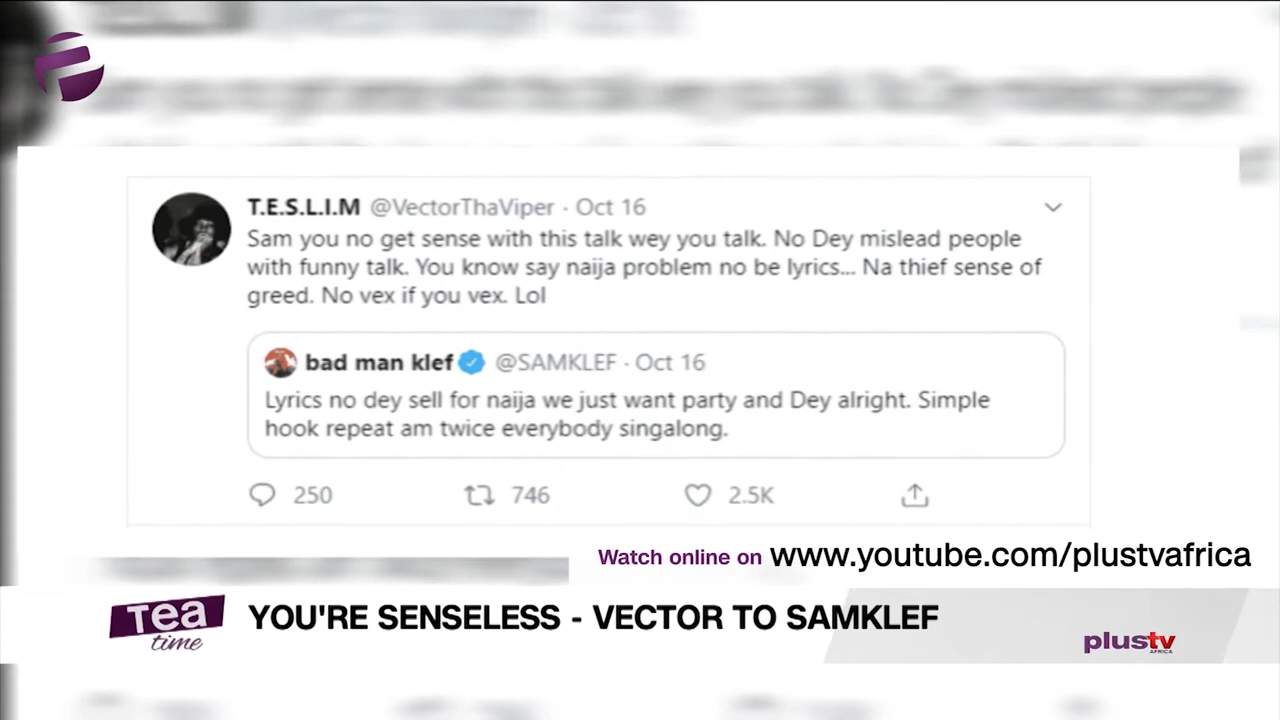 T.E.S.L.I.M @VectorThaViper · Oct 16
Sam you no get sense with this talk wey you talk. No Dey mislead people
with funny talk. You know say naija problem no be lyrics... Na thief sense of
greed. No vex if you vex. Lol
bad man klef @SAMKLEF · Oct 16
Lyrics no dey sell for naija we just want party and Dey alright. Simple
hook repeat am twice everybody singalong.
250 746 2.5K
Watch online on www.youtube.com/plustvafrica
Tea
time
YOU'RE SENSELESS - VECTOR TO SAMKLEF
plustv
AFRICA